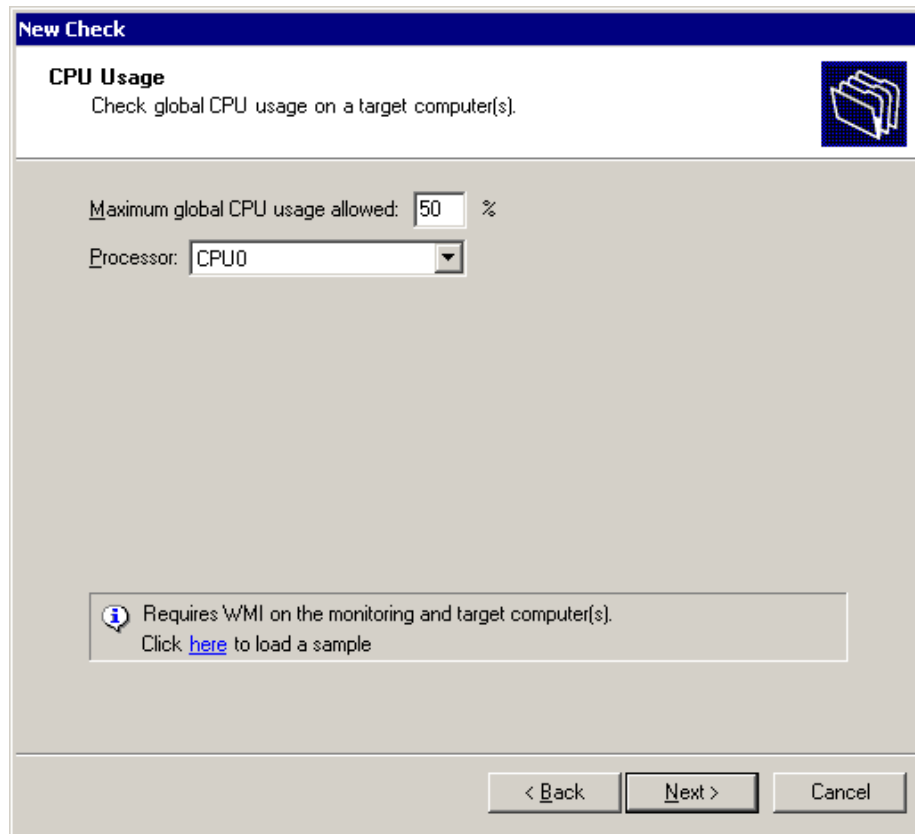 New Check
CPU Usage
Check global CPU usage on a target computer(s).
Maximum global CPU usage allowed: 50 %
Processor: CPU0
Requires WMI on the monitoring and target computer(s).
Click here to load a sample
< Back Next > Cancel